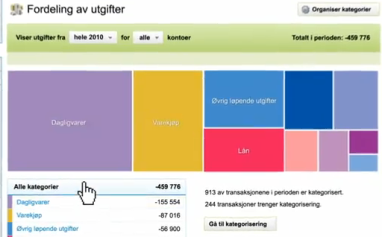 Fordeling av utgifter
Organiser kategorier
Viser utgifter fra hele 2010 for alle kontoer
Totalt i perioden: -459 776
Dagligvarer
Varekjøp
Øvrig løpende utgifter
Lån
Alle kategorier -459 776
Dagligvarer -155 554
Varekjøp -87 016
Øvrig løpende utgifter -56 900
913 av transaksjonene i perioden er kategorisert.
244 transaksjoner trenger kategorisering.
Gå til kategorisering